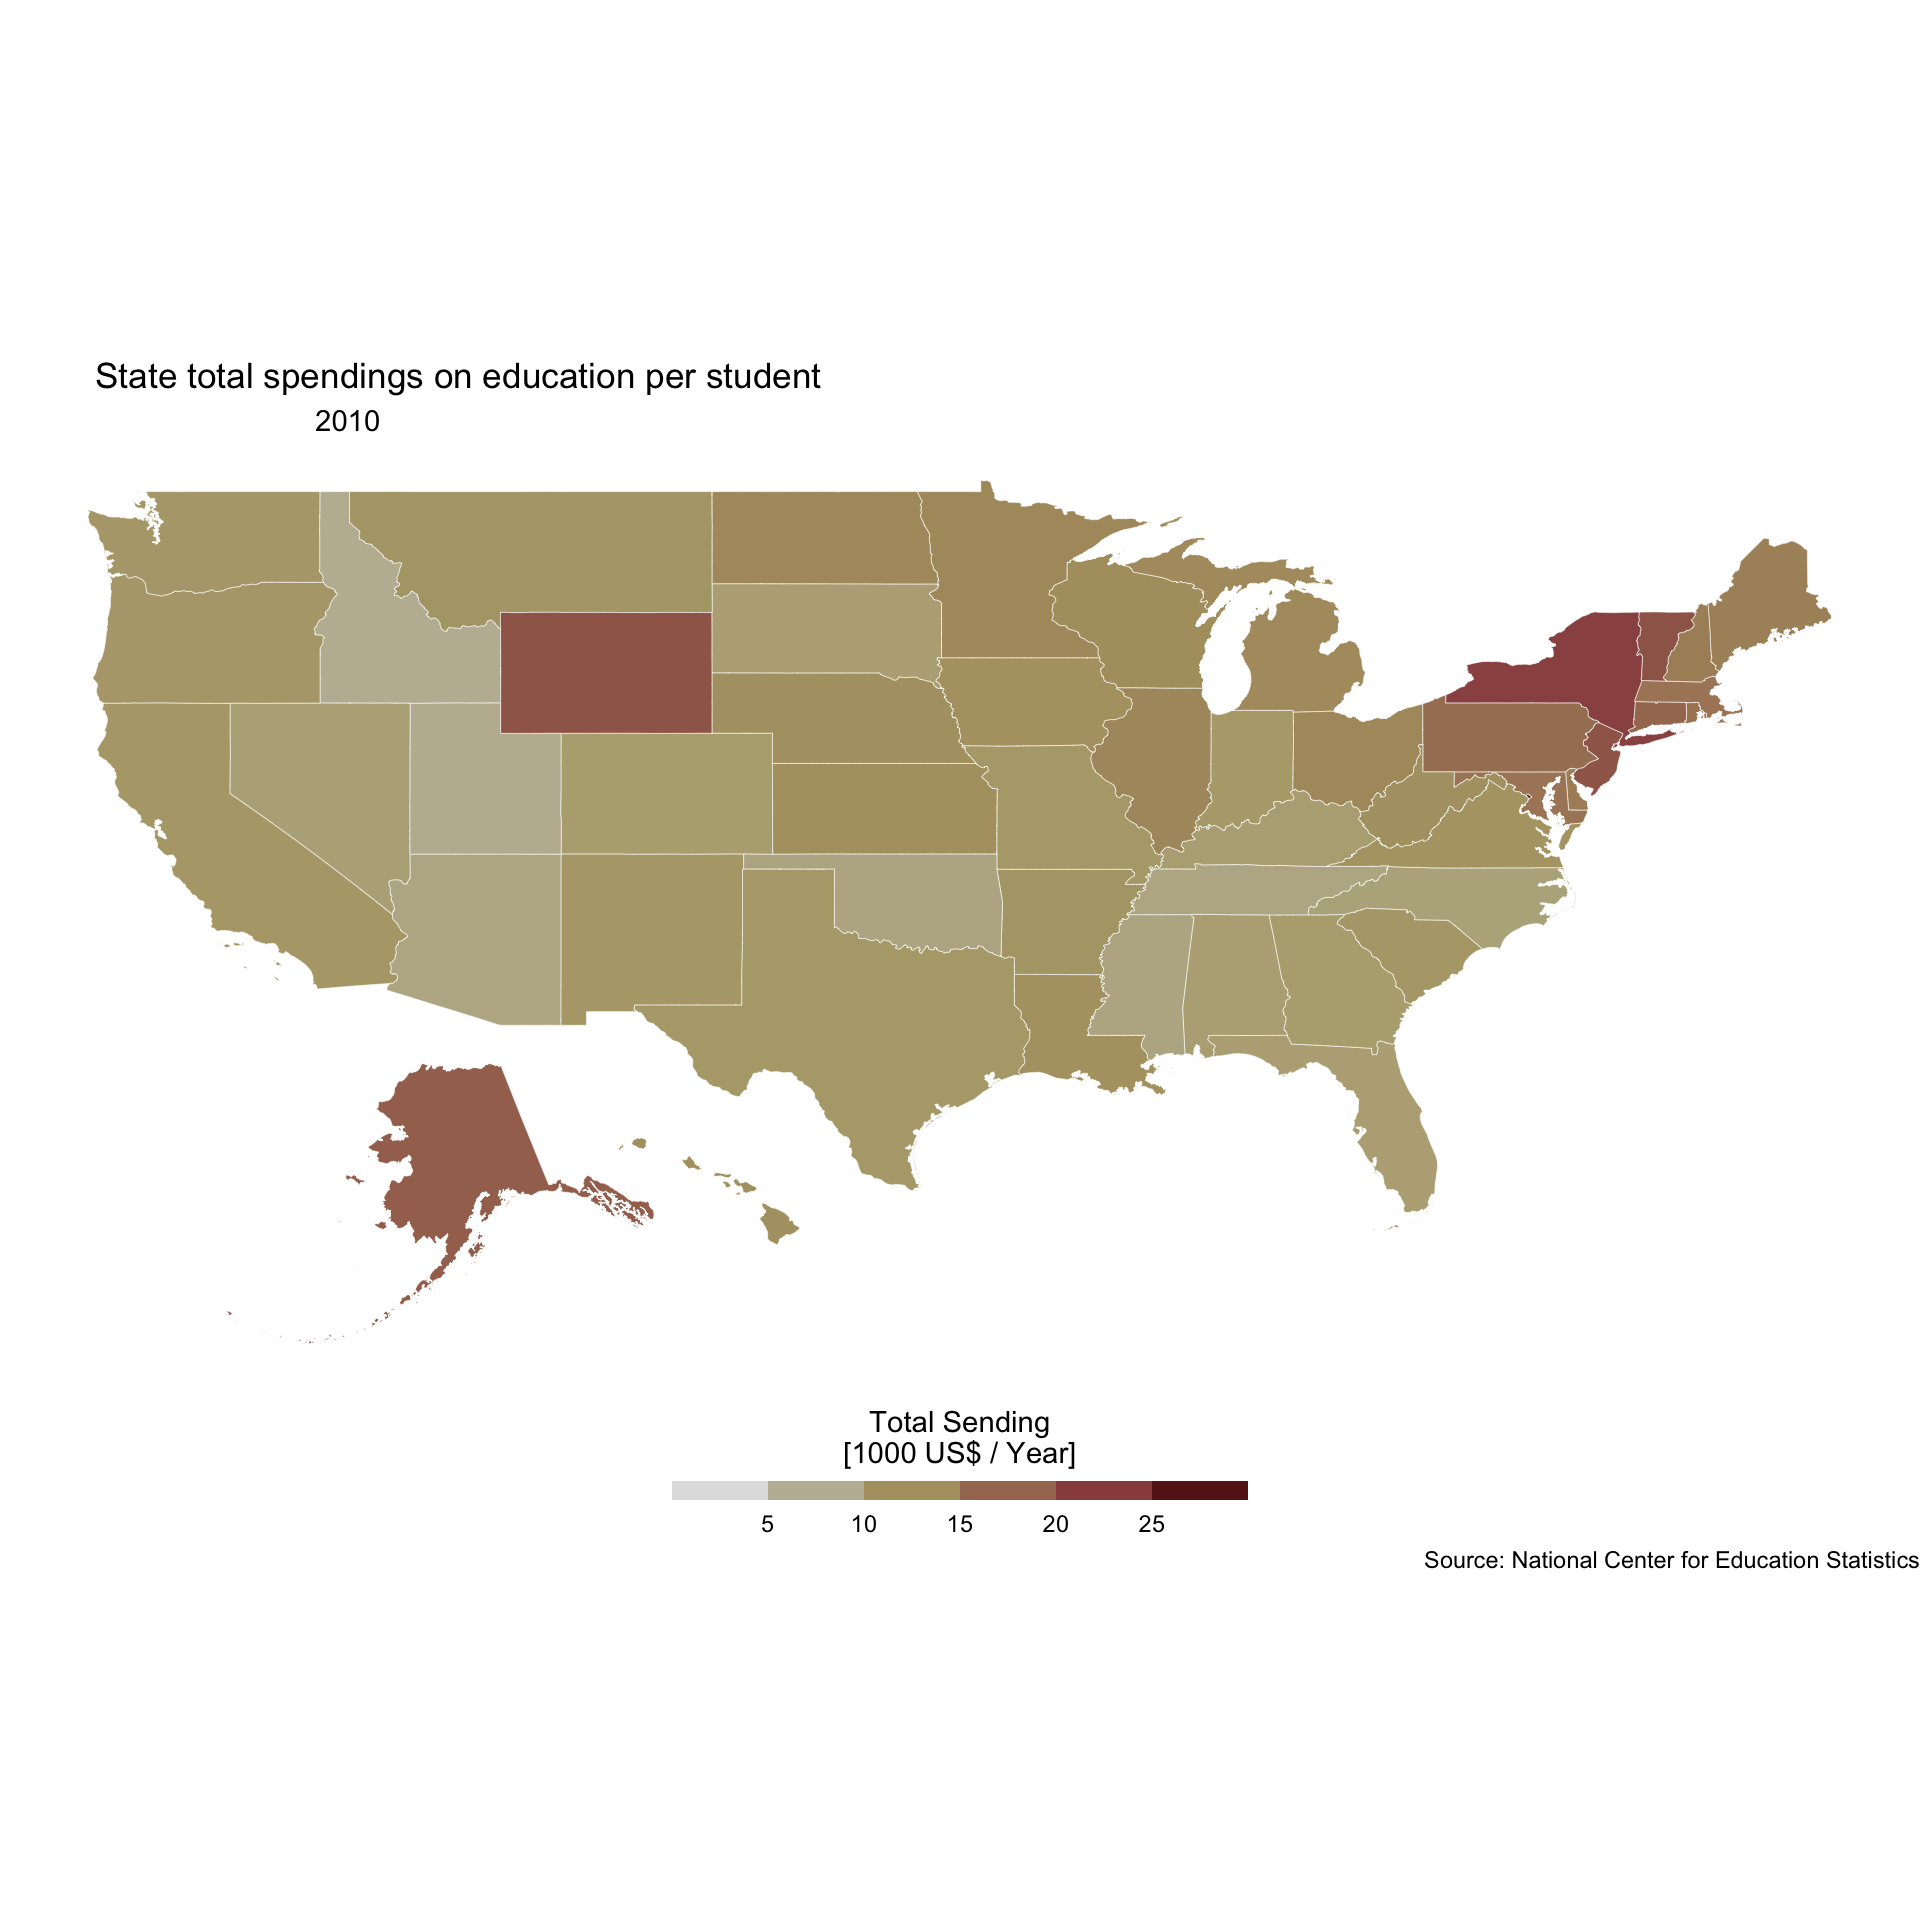 State total spendings on education per student
2010
Total Sending
[1000 US$ / Year]
5 10 15 20 25
Source: National Center for Education Statistics